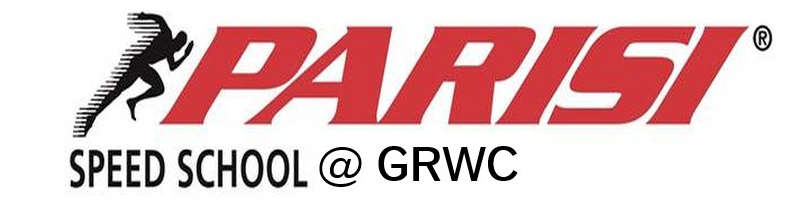 PARISI®
SPEED SCHOOL @ GRWC